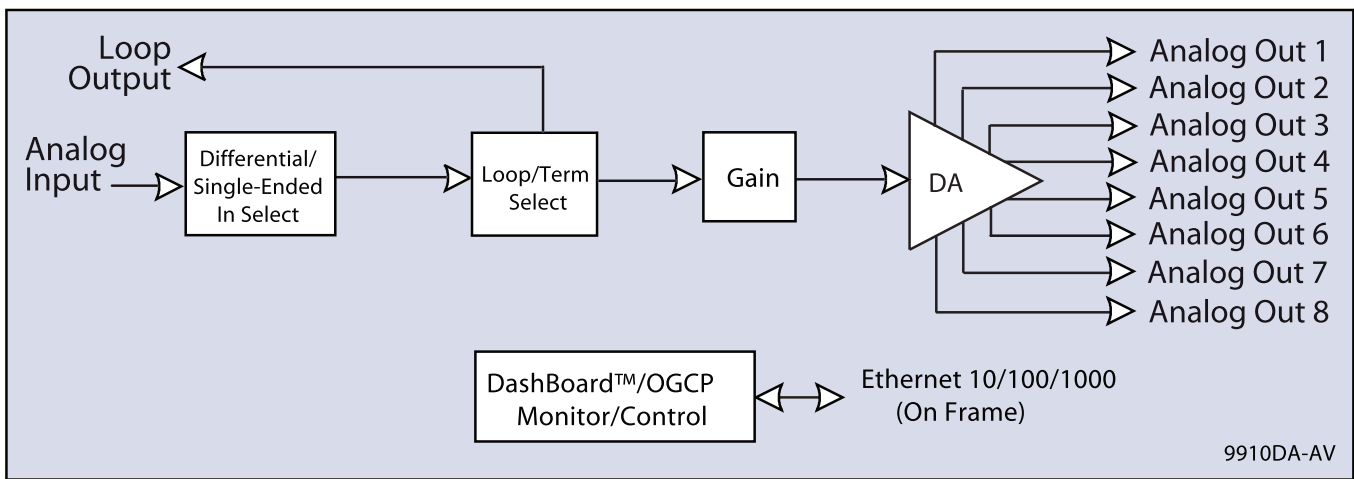 Loop
Output
Analog
Input
Differential/
Single-Ended
In Select
Loop/Term
Select
Gain
DA
Analog Out 1
Analog Out 2
Analog Out 3
Analog Out 4
Analog Out 5
Analog Out 6
Analog Out 7
Analog Out 8
DashBoard™/OGCP
Monitor/Control
Ethernet 10/100/1000
(On Frame)
9910DA-AV